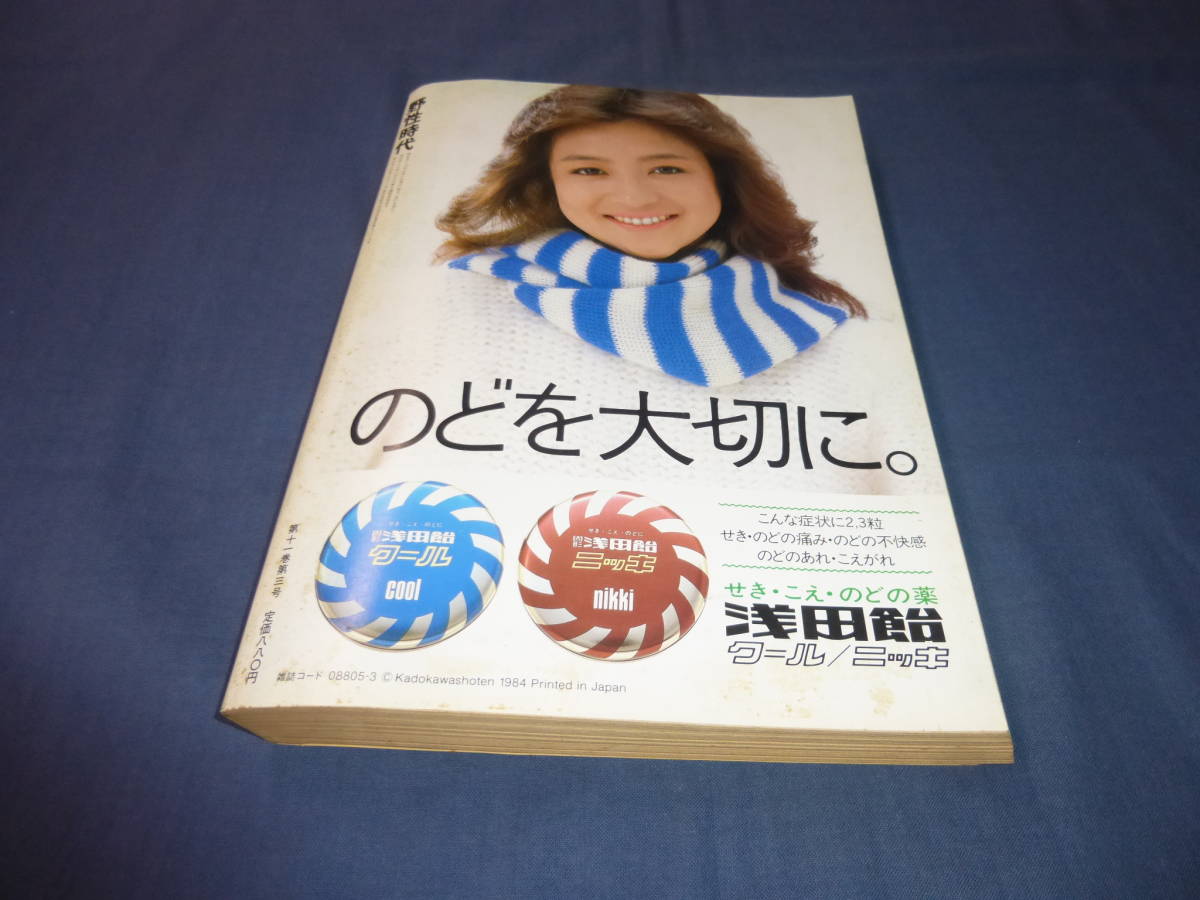 野性時代
のどを大切に。
せき・こえ・のどに
固形浅田飴
クール
cool
せき・こえ・のどに
固形浅田飴
ニッキ
nikki
こんな症状に2,3粒
せき・のどの痛み・のどの不快感
のどのあれ・こえがれ
せき・こえ・のどの薬
浅田飴
クール/ニッキ
第十一巻第三号 定価八八〇円
雑誌コード 08805-3 © Kadokawashoten 1984 Printed in Japan